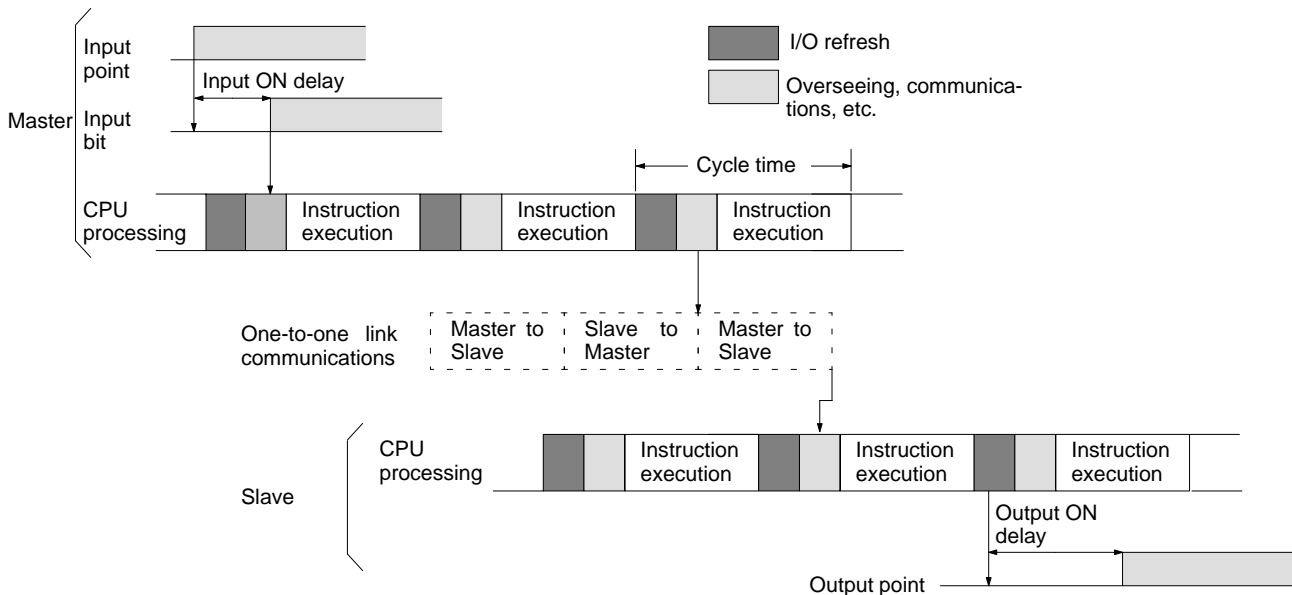 Input
point
Input ON delay
Master
Input
bit
I/O refresh
Overseeing, communica-
tions, etc.
Cycle time
CPU
processing
Instruction
execution
Instruction
execution
Instruction
execution
One-to-one link
communications
Master to
Slave
Slave to
Master
Master to
Slave
Slave
CPU
processing
Instruction
execution
Instruction
execution
Instruction
execution
Output ON
delay
Output point